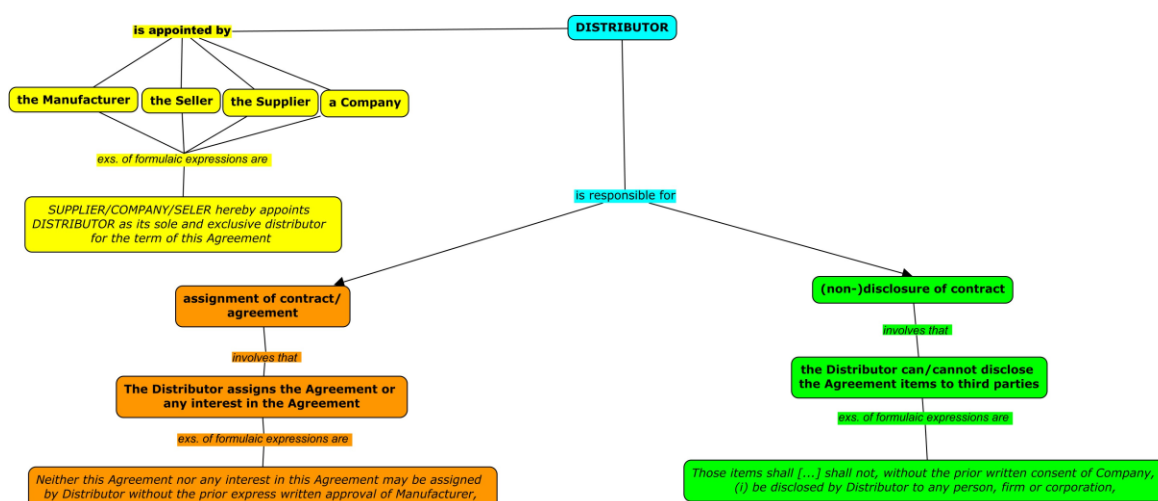 is appointed by
DISTRIBUTOR
the Manufacturer
the Seller
the Supplier
a Company
exs. of formulaic expressions are
SUPPLIER/COMPANY/SELER hereby appoints
DISTRIBUTOR as its sole and exclusive distributor
for the term of this Agreement
is responsible for
assignment of contract/
agreement
involves that
The Distributor assigns the Agreement or
any interest in the Agreement
exs. of formulaic expressions are
Neither this Agreement nor any interest in this Agreement may be assigned
by Distributor without the prior express written approval of Manufacturer,
(non-)disclosure of contract
involves that
the Distributor can/cannot disclose
the Agreement items to third parties
exs. of formulaic expressions are
Those items shall [...] shall not, without the prior written consent of Company,
(i) be disclosed by Distributor to any person, firm or corporation,